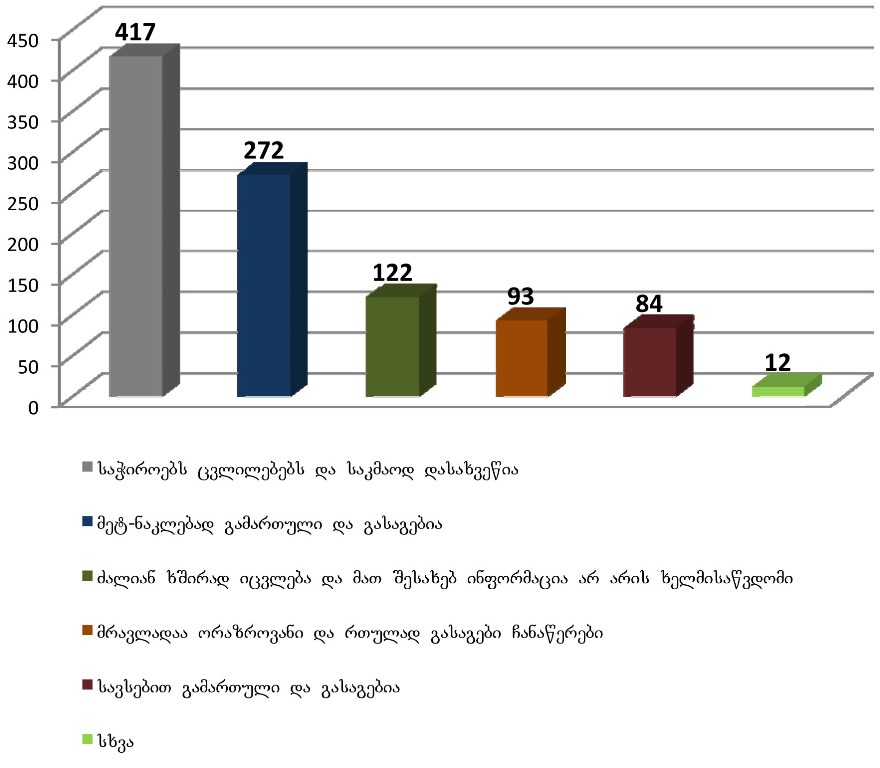 417
450
400
350
300
272
250
200
150
122
100
93
84
50
12
0
საჭიროებს ცვლილებებს და საკმაოდ დასახვეწია
მეტ-ნაკლებად გამართული და გასაგებია
ძალიან ხშირად იცვლება და მათ შესახებ ინფორმაცია არ არის ხელმისაწვდომი
მრავლადაა ორაზროვანი და რთულად გასაგები ჩანაწერები
სავსებით გამართული და გასაგებია
სხვა